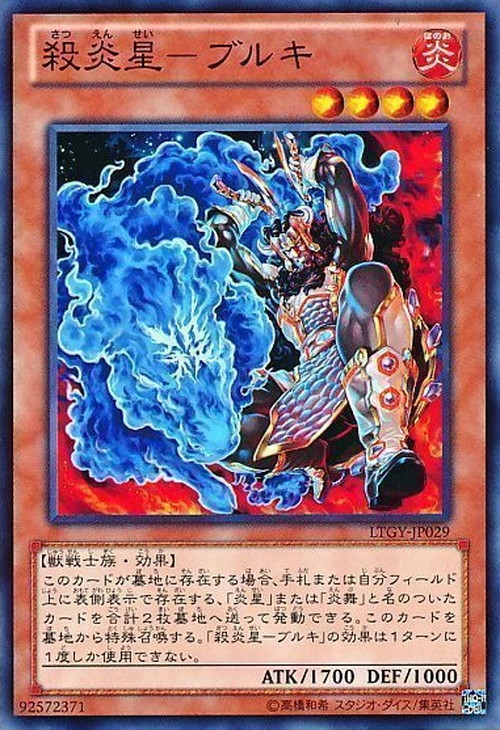 殺炎星－ブルキ
炎
LTGY-JP029
【獣戦士族・効果】
このカードが墓地に存在する場合、手札または自分フィールド
上に表側表示で存在する、「炎星」または「炎舞」と名のついた
カードを合計２枚墓地へ送って発動できる。このカードを
墓地から特殊召喚する。「殺炎星－ブルキ」の効果は１ターンに
１度しか使用できない。
ATK/1700 DEF/1000
92572371
©高橋和希 スタジオ・ダイス/集英社